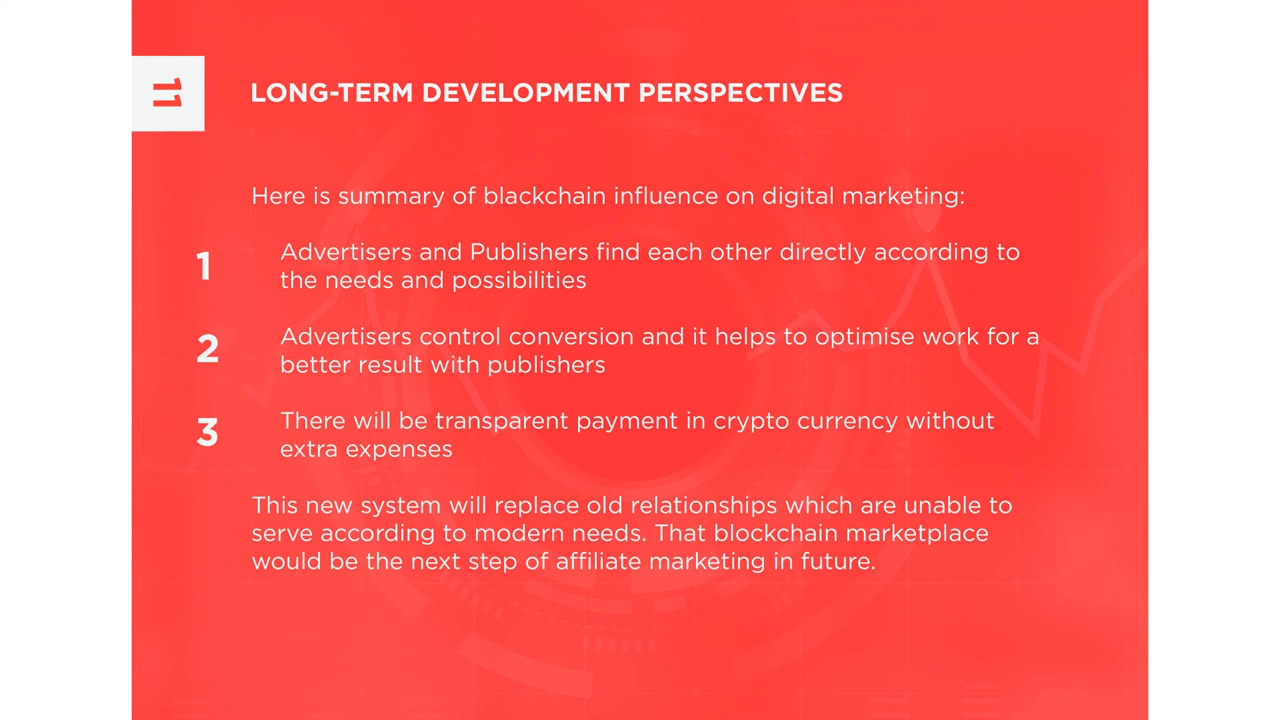 11
LONG-TERM DEVELOPMENT PERSPECTIVES
Here is summary of blackchain influence on digital marketing:
1
Advertisers and Publishers find each other directly according to
the needs and possibilities
2
Advertisers control conversion and it helps to optimise work for a
better result with publishers
3
There will be transparent payment in crypto currency without
extra expenses
This new system will replace old relationships which are unable to
serve according to modern needs. That blockchain marketplace
would be the next step of affiliate marketing in future.